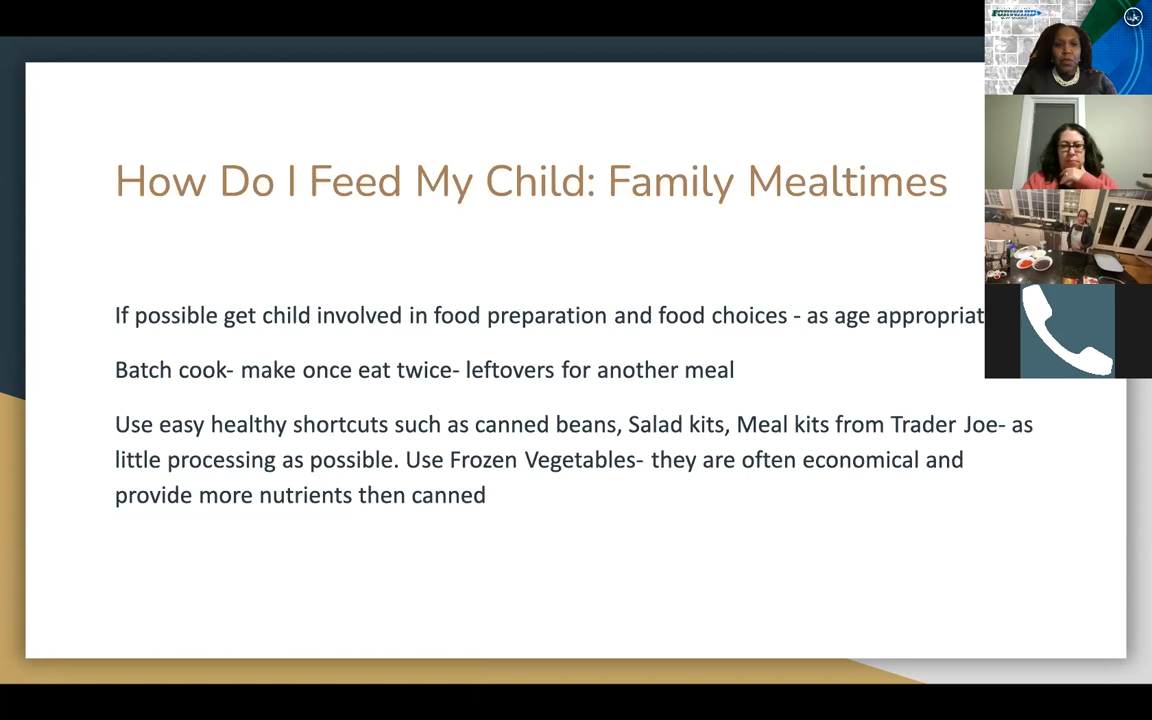 How Do I Feed My Child: Family Mealtimes
If possible get child involved in food preparation and food choices - as age appropriat
Batch cook- make once eat twice- leftovers for another meal
Use easy healthy shortcuts such as canned beans, Salad kits, Meal kits from Trader Joe- as
little processing as possible. Use Frozen Vegetables- they are often economical and
provide more nutrients then canned